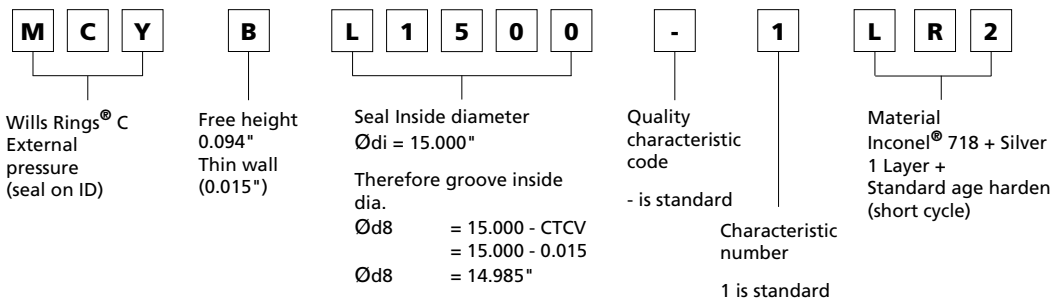 M C Y B L 1 5 0 0 - 1 L R 2
Wills Rings® C
External
pressure
(seal on ID)
Free height
0.094"
Thin wall
(0.015")
Seal Inside diameter
Ødi = 15.000"
Therefore groove inside
dia.
Ød8 = 15.000 - CTCV
= 15.000 - 0.015
Ød8 = 14.985"
Quality
characteristic
code
- is standard
Characteristic
number
1 is standard
Material
Inconel® 718 + Silver
1 Layer +
Standard age harden
(short cycle)